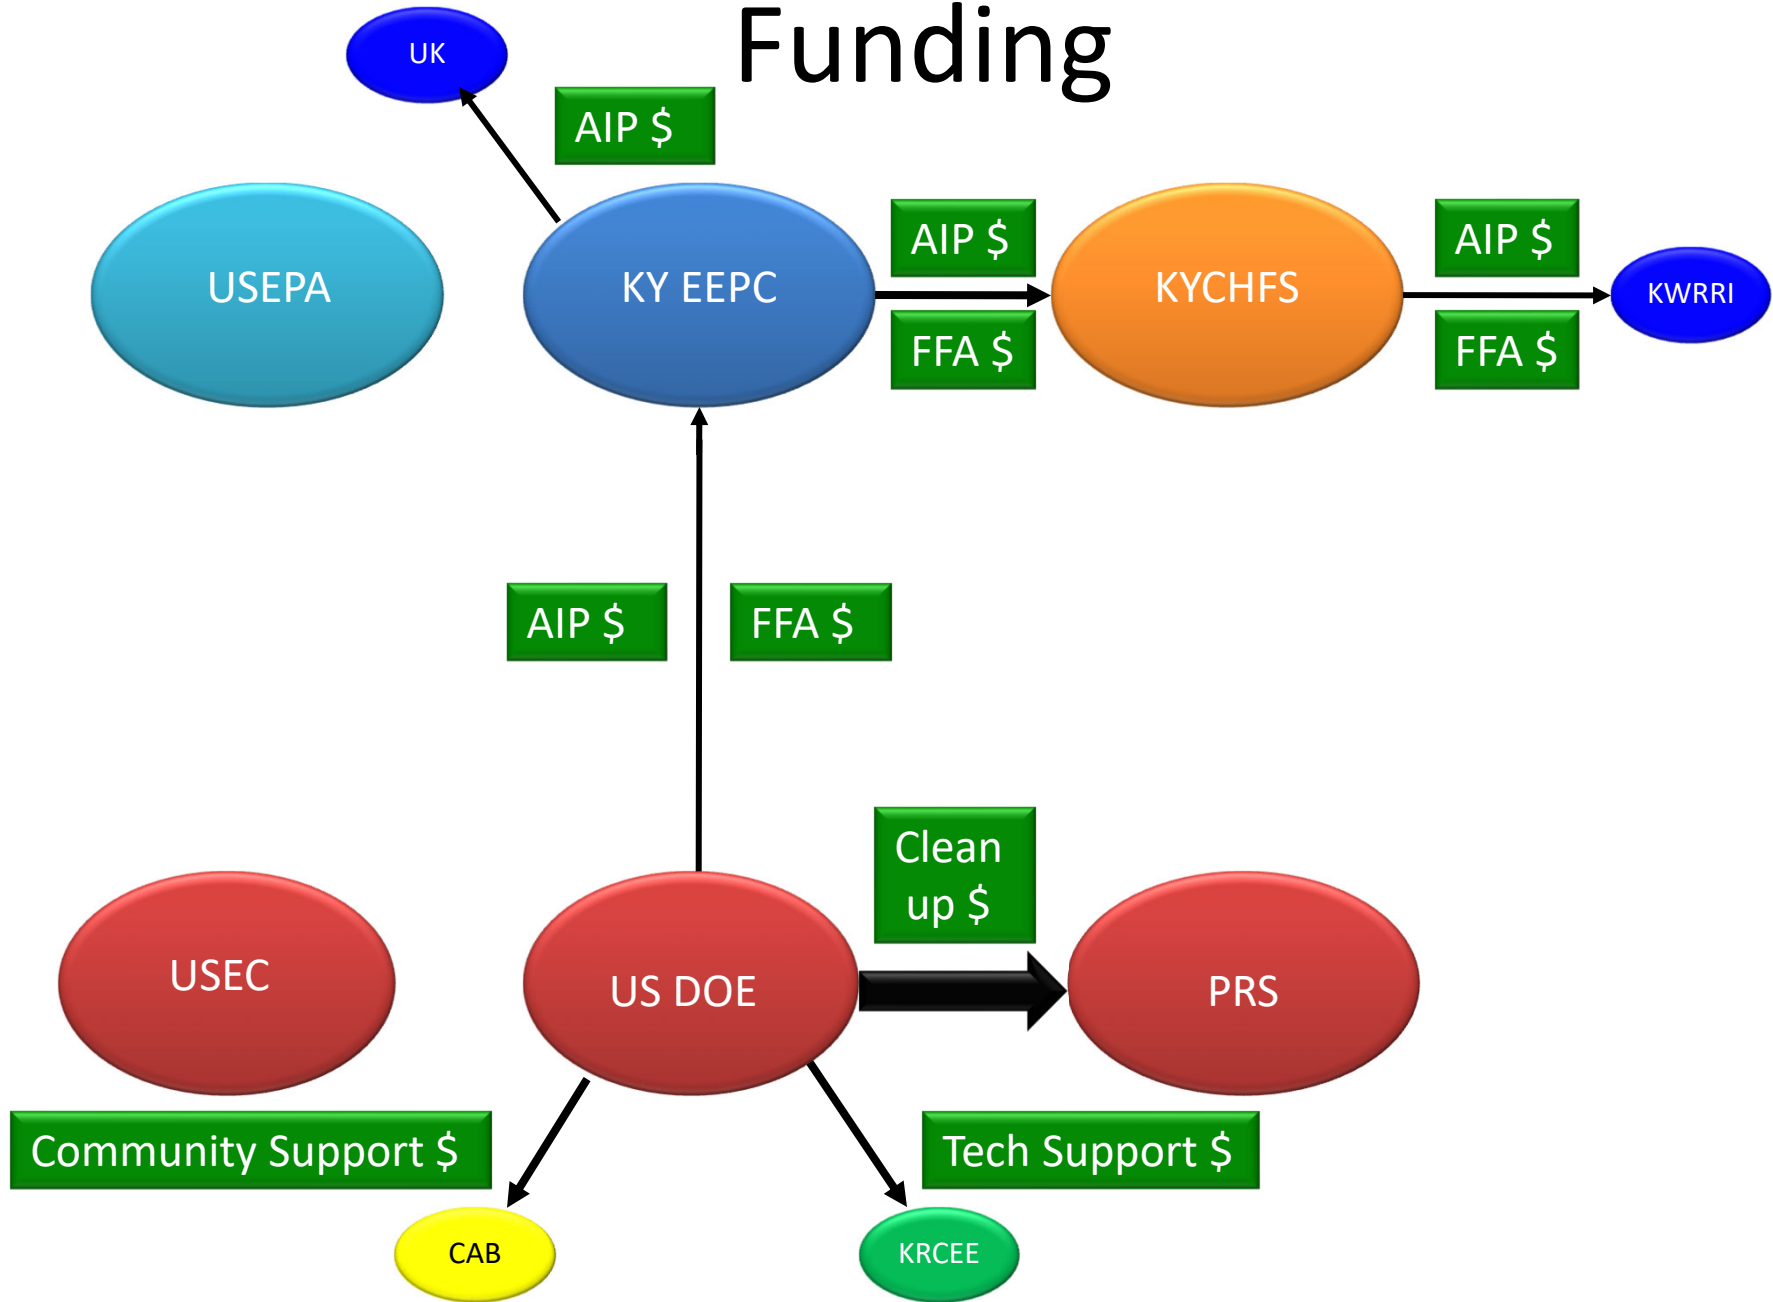 Funding
UK
AIP $
USEPA
KY EEPC
AIP $
FFA $
KYCHFS
AIP $
FFA $
KWRRI
AIP $
FFA $
Clean
up $
USEC
US DOE
PRS
Community Support $
Tech Support $
CAB
KRCEE